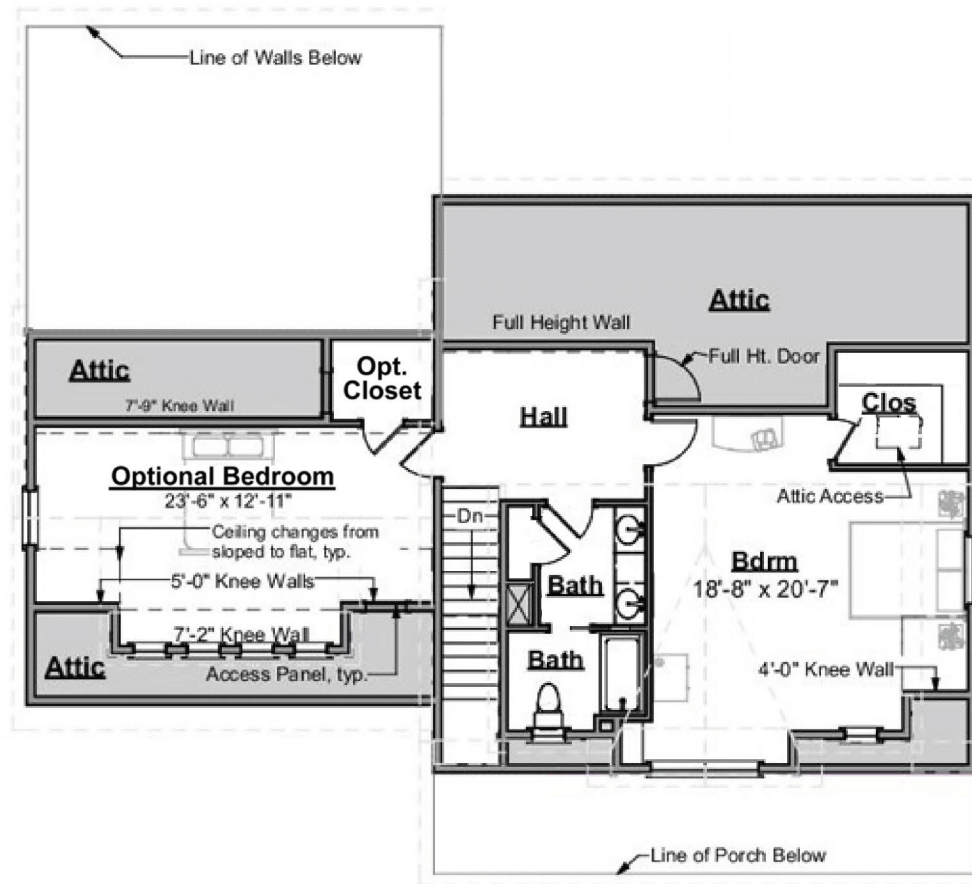 Line of Walls Below
Attic
Full Height Wall
Full Ht. Door
Attic
7'-9" Knee Wall
Opt.
Closet
Hall
Clos
Optional Bedroom
23'-6" x 12'-11"
Attic Access
Ceiling changes from
sloped to flat, typ.
Dn
5'-0" Knee Walls
Bath
Bdrm
18'-8" x 20'-7"
7'-2" Knee Wall
Attic
Access Panel, typ.
Bath
4'-0" Knee Wall
Line of Porch Below